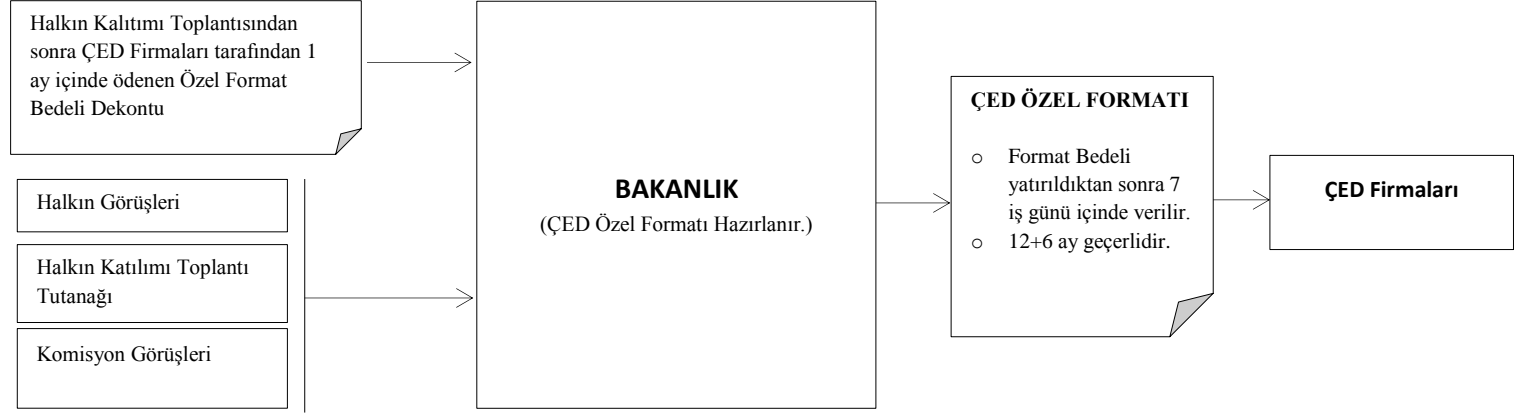 Halkın Kalıtımı Toplantısından
sonra ÇED Firmaları tarafından 1
ay içinde ödenen Özel Format
Bedeli Dekontu
Halkın Görüşleri
Halkın Katılımı Toplantı
Tutanağı
Komisyon Görüşleri
BAKANLIK
(ÇED Özel Formatı Hazırlanır.)
ÇED ÖZEL FORMATI
o Format Bedeli
yatırıldıktan sonra 7
iş günü içinde verilir.
o 12+6 ay geçerlidir.
ÇED Firmaları